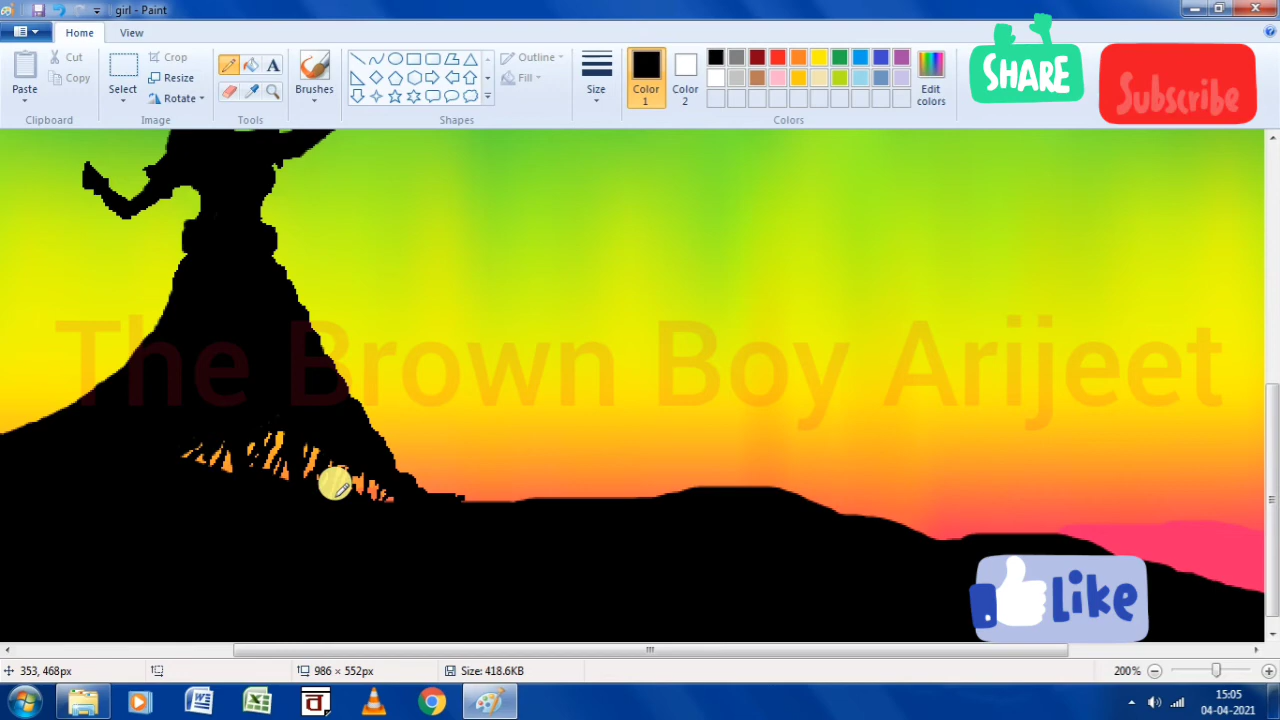 girl - Paint
Home
View
Paste
Cut
Copy
Clipboard
Select
Crop
Resize
Rotate
Image
A
Tools
Brushes
Shapes
Outline
Fill
Size
Color
1
Color
2
Edit
colors
Colors
SHARE
Subscribe
The Brown Boy Arijeet
Like
353, 468px
986 × 552px
Size: 418.6KB
200%
15:05
04-04-2021